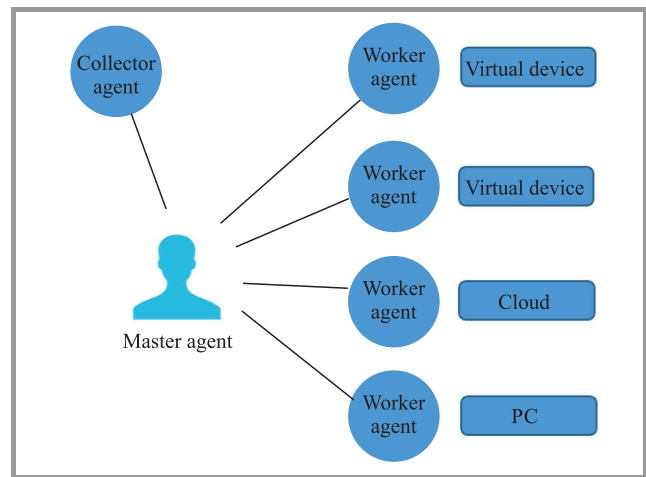 Collector
agent
Worker
agent
Virtual device
Worker
agent
Virtual device
Worker
agent
Cloud
Master agent
Worker
agent
PC